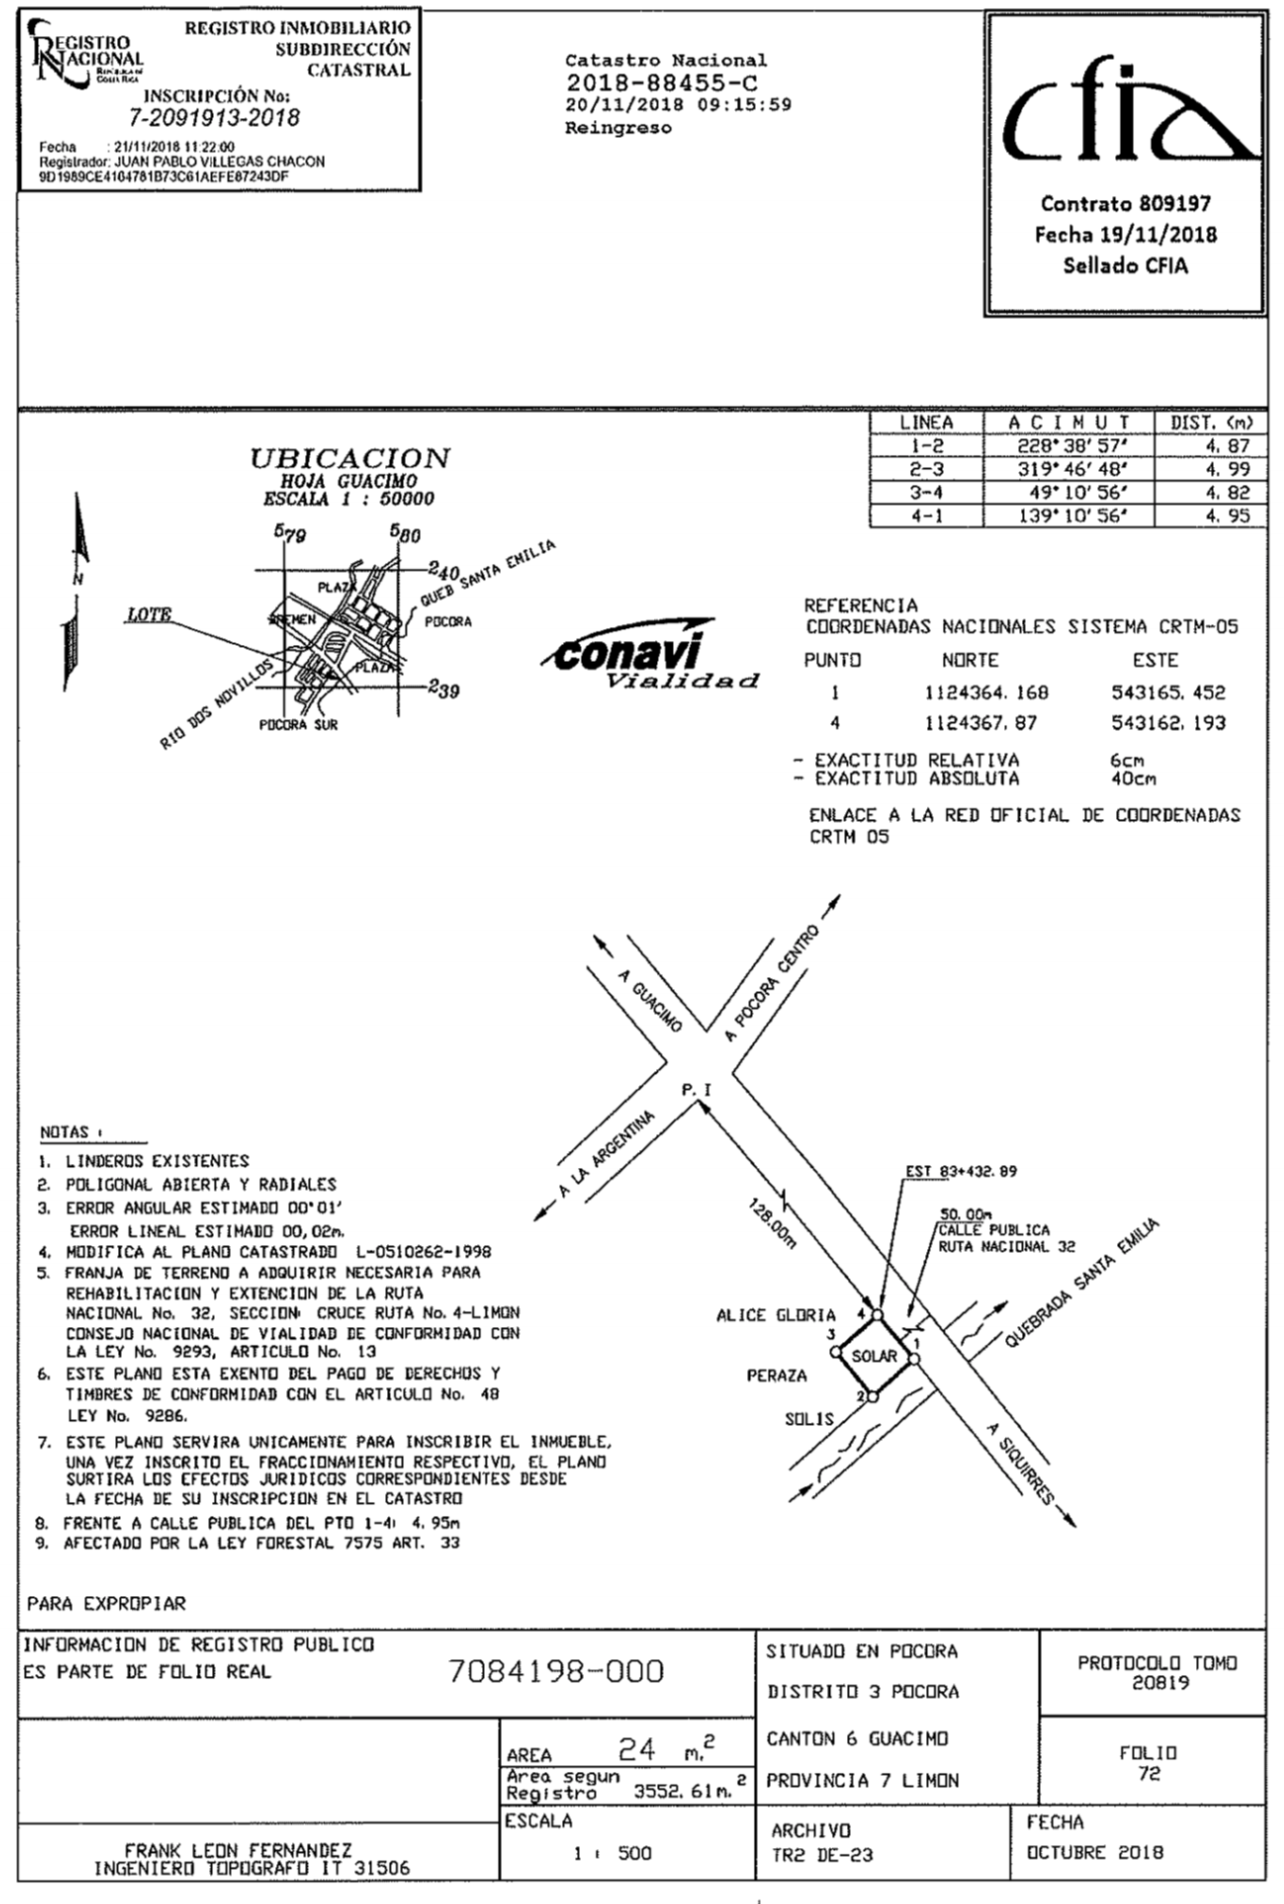 REGISTRO NACIONAL
REPÚBLICA DE COSTA RICA
REGISTRO INMOBILIARIO
SUBDIRECCIÓN
CATASTRAL
INSCRIPCIÓN No:
7-2091913-2018
Fecha : 21/11/2018 11:22:00
Registrador: JUAN PABLO VILLEGAS CHACON
9D1989CE4104781B73C61AEFE87243DF
Catastro Nacional
2018-88455-C
20/11/2018 09:15:59
Reingreso
cfia
Contrato 809197
Fecha 19/11/2018
Sellado CFIA
LINEA A C I M U T DIST. (m)
1-2 228°38'57" 4.87
2-3 319°46'48" 4.99
3-4 49°10'56" 4.82
4-1 139°10'56" 4.95
UBICACION
HOJA GUACIMO
ESCALA 1 : 50000
579 580
240
QUEB SANTA EMILIA
PLAZA
LOTE
BREMEN
POCORA
PLAZA
RIO DOS NOVILLOS
239
POCORA SUR
N
conavi
Vialidad
REFERENCIA
COORDENADAS NACIONALES SISTEMA CRTM-05
PUNTO NORTE ESTE
1 1124364.168 543165.452
4 1124367.87 543162.193
- EXACTITUD RELATIVA 6cm
- EXACTITUD ABSOLUTA 40cm
ENLACE A LA RED OFICIAL DE COORDENADAS
CRTM 05
A GUACIMO
A POCORA CENTRO
P.I
A LA ARGENTINA
128.00m
EST 83+432.89
50.00m
CALLE PUBLICA
RUTA NACIONAL 32
QUEBRADA SANTA EMILIA
ALICE GLORIA
4
3
SOLAR
1
PERAZA
2
SOLIS
A SIQUIRRES
NOTAS :
1. LINDEROS EXISTENTES
2. POLIGONAL ABIERTA Y RADIALES
3. ERROR ANGULAR ESTIMADO 00°01'
ERROR LINEAL ESTIMADO 00,02m.
4. MODIFICA AL PLANO CATASTRADO L-0510262-1998
5. FRANJA DE TERRENO A ADQUIRIR NECESARIA PARA
REHABILITACION Y EXTENCION DE LA RUTA
NACIONAL No. 32, SECCION: CRUCE RUTA No. 4-LIMON
CONSEJO NACIONAL DE VIALIDAD DE CONFORMIDAD CON
LA LEY No. 9293, ARTICULO No. 13
6. ESTE PLANO ESTA EXENTO DEL PAGO DE DERECHOS Y
TIMBRES DE CONFORMIDAD CON EL ARTICULO No. 48
LEY No. 9286.
7. ESTE PLANO SERVIRA UNICAMENTE PARA INSCRIBIR EL INMUEBLE,
UNA VEZ INSCRITO EL FRACCIONAMIENTO RESPECTIVO, EL PLANO
SURTIRA LOS EFECTOS JURIDICOS CORRESPONDIENTES DESDE
LA FECHA DE SU INSCRIPCION EN EL CATASTRO
8. FRENTE A CALLE PUBLICA DEL PTO 1-4: 4.95m
9. AFECTADO POR LA LEY FORESTAL 7575 ART. 33
PARA EXPROPIAR
INFORMACION DE REGISTRO PUBLICO
ES PARTE DE FOLIO REAL 7084198-000
SITUADO EN POCORA
DISTRITO 3 POCORA
CANTON 6 GUACIMO
PROVINCIA 7 LIMON
PROTOCOLO TOMO
20819
FOLIO
72
AREA 24 m.2
Area segun
Registro 3552.61m.2
ESCALA
1 : 500
ARCHIVO
TR2 DE-23
FECHA
OCTUBRE 2018
FRANK LEON FERNANDEZ
INGENIERO TOPOGRAFO IT 31506